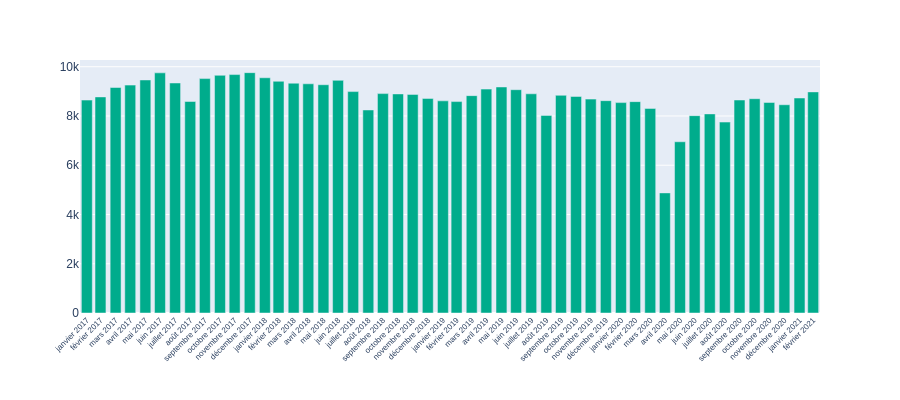 10k
8k
6k
4k
2k
0
janvier 2017
février 2017
mars 2017
avril 2017
mai 2017
juin 2017
juillet 2017
août 2017
septembre 2017
octobre 2017
novembre 2017
décembre 2017
janvier 2018
février 2018
mars 2018
avril 2018
mai 2018
juin 2018
juillet 2018
août 2018
septembre 2018
octobre 2018
novembre 2018
décembre 2018
janvier 2019
février 2019
mars 2019
avril 2019
mai 2019
juin 2019
juillet 2019
août 2019
septembre 2019
octobre 2019
novembre 2019
décembre 2019
janvier 2020
février 2020
mars 2020
avril 2020
mai 2020
juin 2020
juillet 2020
août 2020
septembre 2020
octobre 2020
novembre 2020
décembre 2020
janvier 2021
février 2021